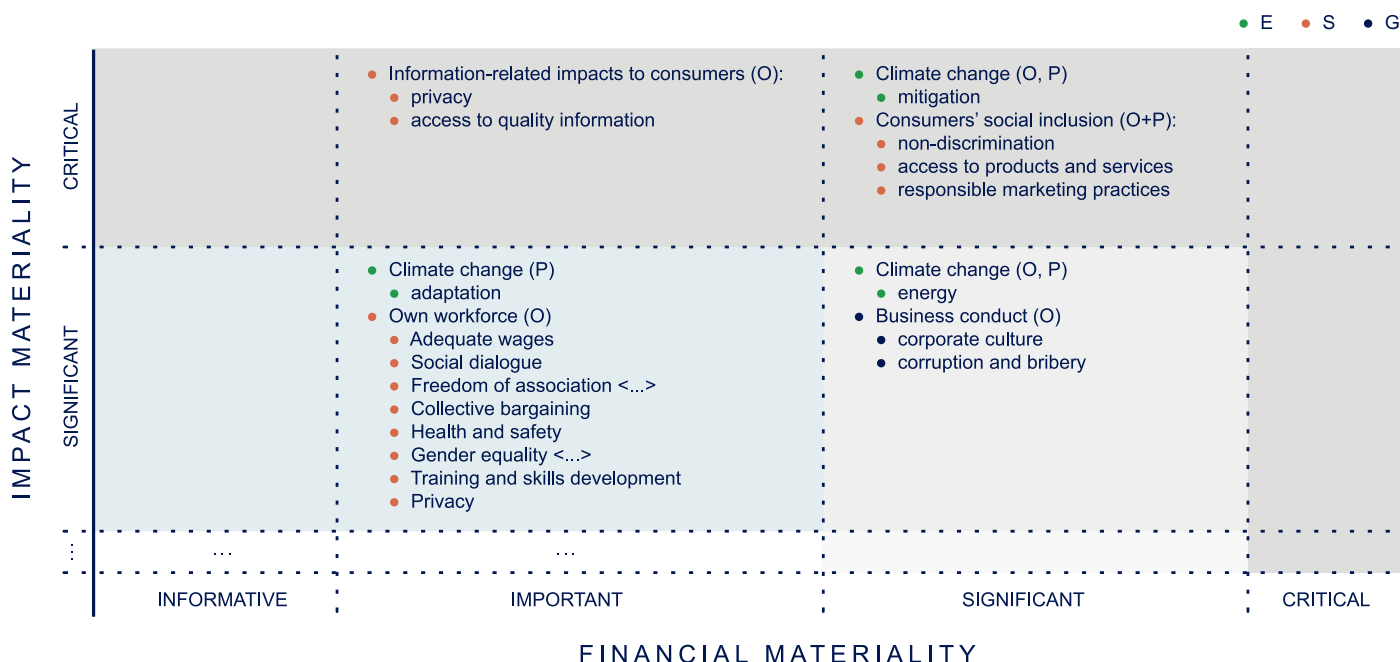 E S G
IMPACT MATERIALITY
CRITICAL
Information-related impacts to consumers (O):
privacy
access to quality information
Climate change (O, P)
mitigation
Consumers’ social inclusion (O+P):
non-discrimination
access to products and services
responsible marketing practices
SIGNIFICANT
Climate change (P)
adaptation
Own workforce (O)
Adequate wages
Social dialogue
Freedom of association <...>
Collective bargaining
Health and safety
Gender equality <...>
Training and skills development
Privacy
Climate change (O, P)
energy
Business conduct (O)
corporate culture
corruption and bribery
... ... ...
INFORMATIVE IMPORTANT SIGNIFICANT CRITICAL
FINANCIAL MATERIALITY